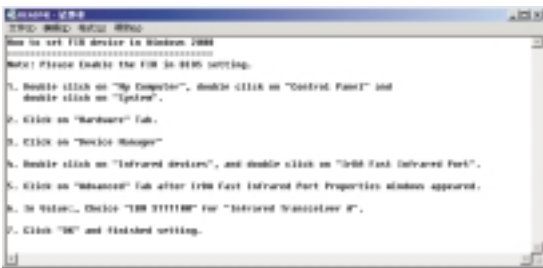 How to set FIR device in Windows 2000
Note: Please Enable the FIR in BIOS setting.
1. Double click on "My Computer", double click on "Control Panel" and
double click on "System".
2. Click on "Hardware" Tab.
3. Click on "Device Manager"
4. Double click on "Infrared devices", and double click on "IrDA Fast Infrared Port".
5. Click on "Advanced" Tab after IrDA Fast Infrared Port Properties windows appeared.
6. In Value:, Choice "for "Infrared Transceiver A".
7. Click "OK" and finished setting.